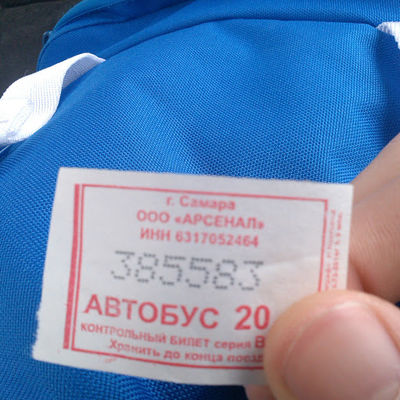 г. Самара
ООО «АРСЕНАЛ»
ИНН 6317052464
385583
АВТОБУС 20
КОНТРОЛЬНЫЙ БИЛЕТ серия В
Хранить до конца